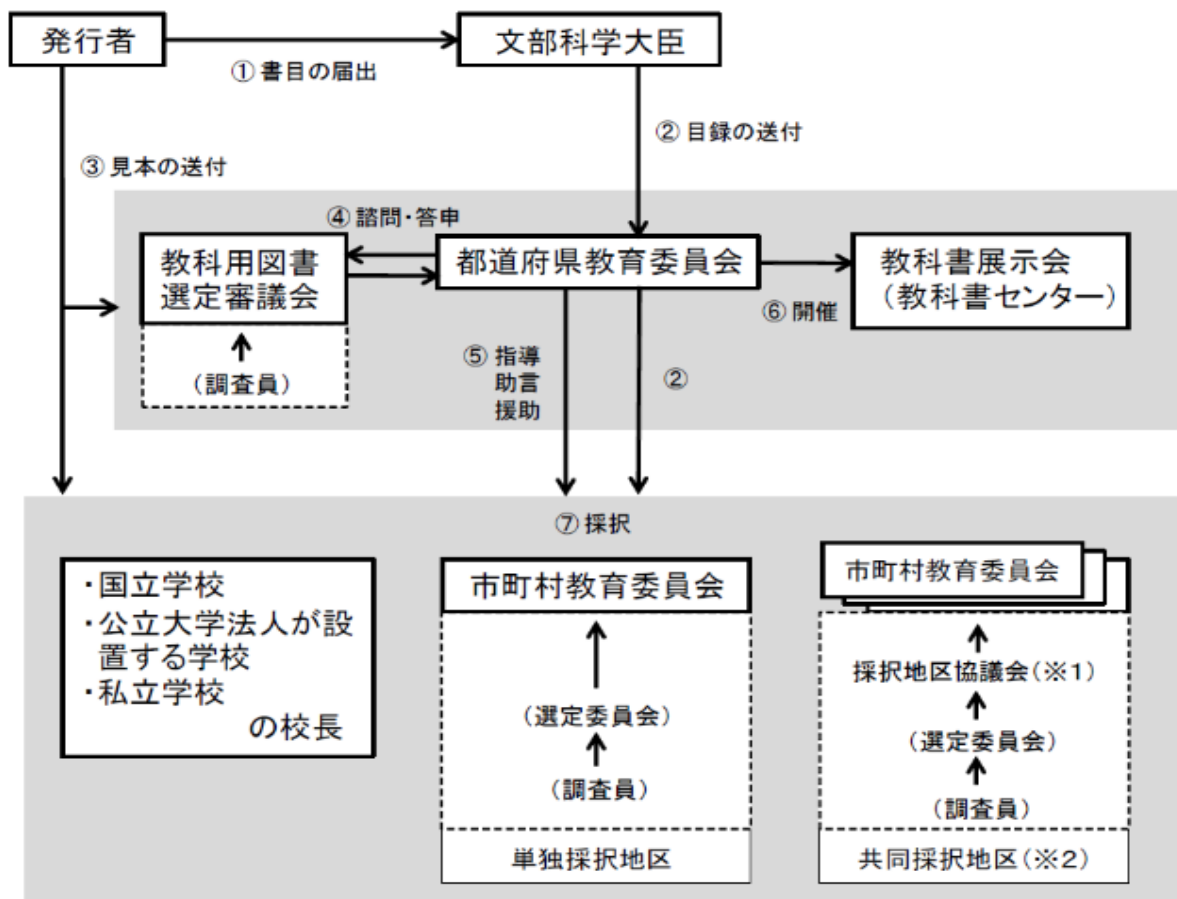 発行者
文部科学大臣
①書目の届出
②目録の送付
③見本の送付
④諮問・答申
教科用図書
選定審議会
都道府県教育委員会
教科書展示会
(教科書センター)
⑥開催
(調査員)
⑤指導
助言
援助
②
⑦採択
・国立学校
・公立大学法人が設
置する学校
・私立学校
の校長
市町村教育委員会
(選定委員会)
(調査員)
単独採択地区
市町村教育委員会
採択地区協議会(※1)
(選定委員会)
(調査員)
共同採択地区(※2)